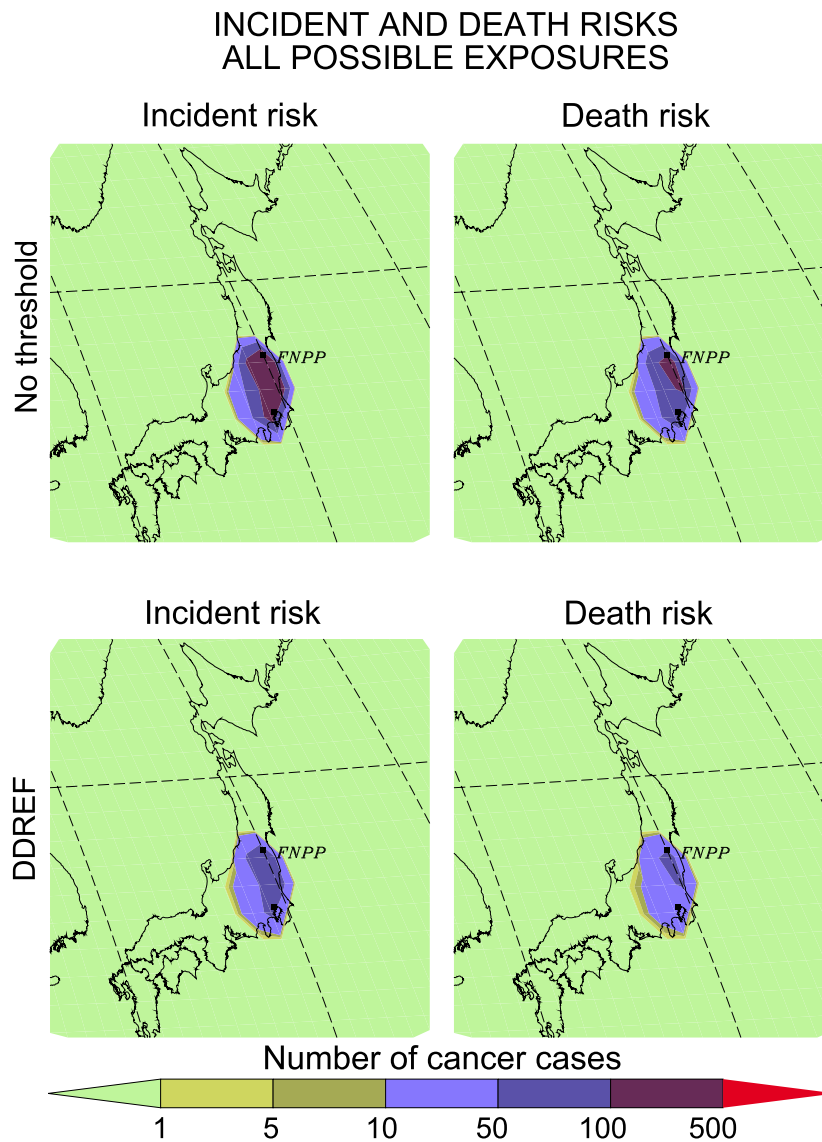 INCIDENT AND DEATH RISKS
ALL POSSIBLE EXPOSURES
Incident risk
Death risk
No threshold
FNPP
FNPP
Incident risk
Death risk
DDREF
FNPP
FNPP
Number of cancer cases
1 5 10 50 100 500